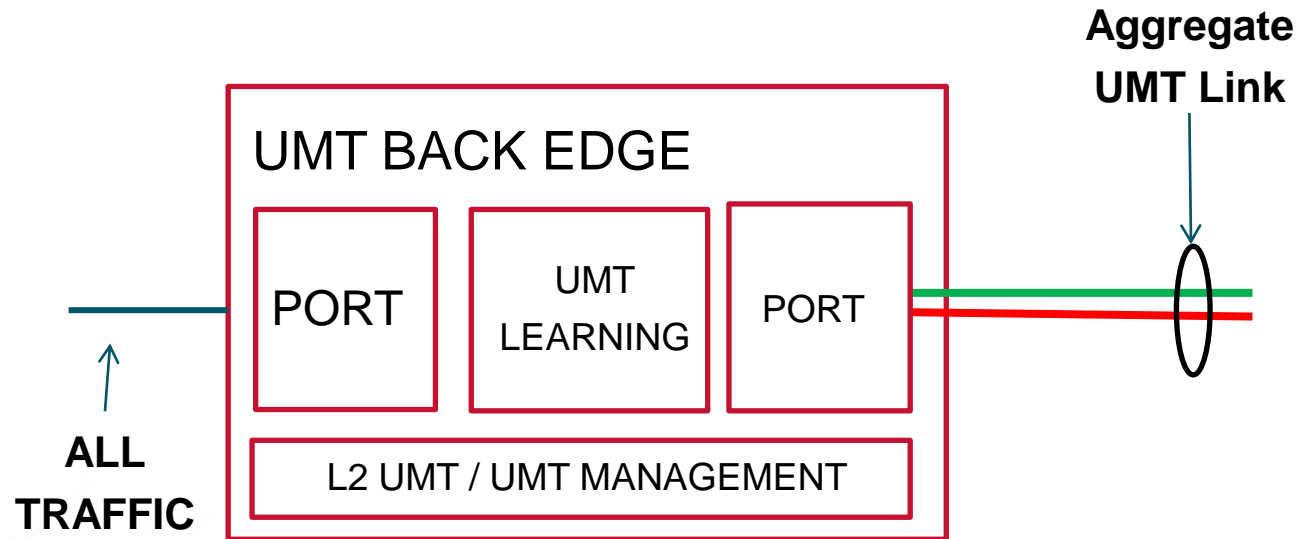 Aggregate
UMT Link
UMT BACK EDGE
PORT
UMT
LEARNING
PORT
L2 UMT / UMT MANAGEMENT
ALL
TRAFFIC